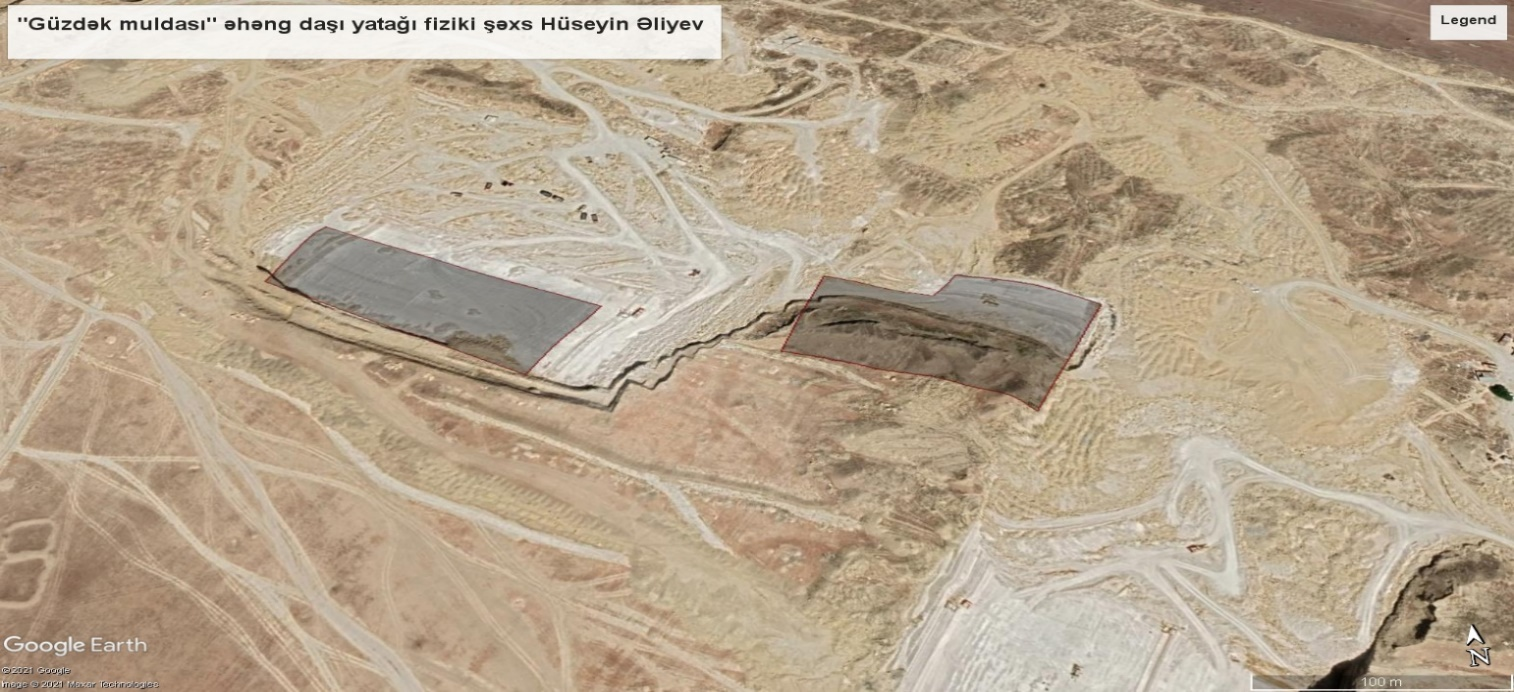 "Güzdək muldası" əhəng daşı yatağı fiziki şəxs Hüseyin Əliyev
Legend
Google Earth
©2021 Google
Image © 2021 Maxar Technologies
100 m
N